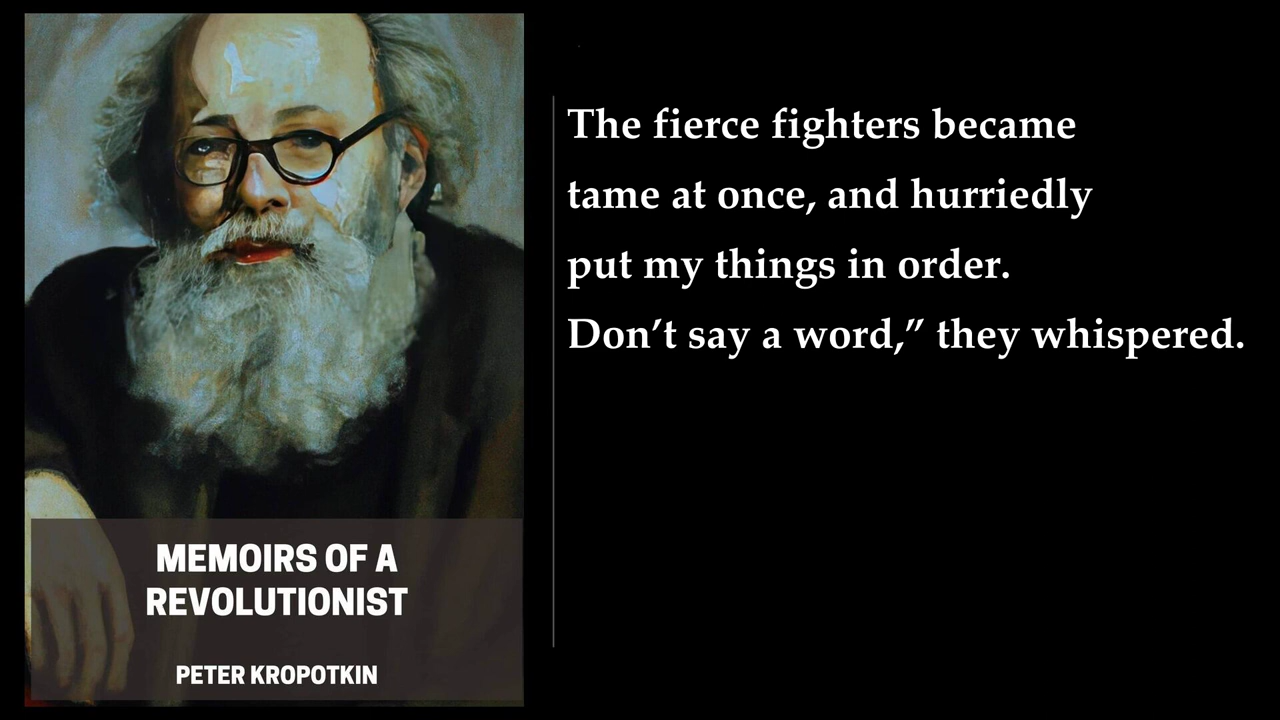 MEMOIRS OF A
REVOLUTIONIST
PETER KROPOTKIN
The fierce fighters became
tame at once, and hurriedly
put my things in order.
Don’t say a word,” they whispered.